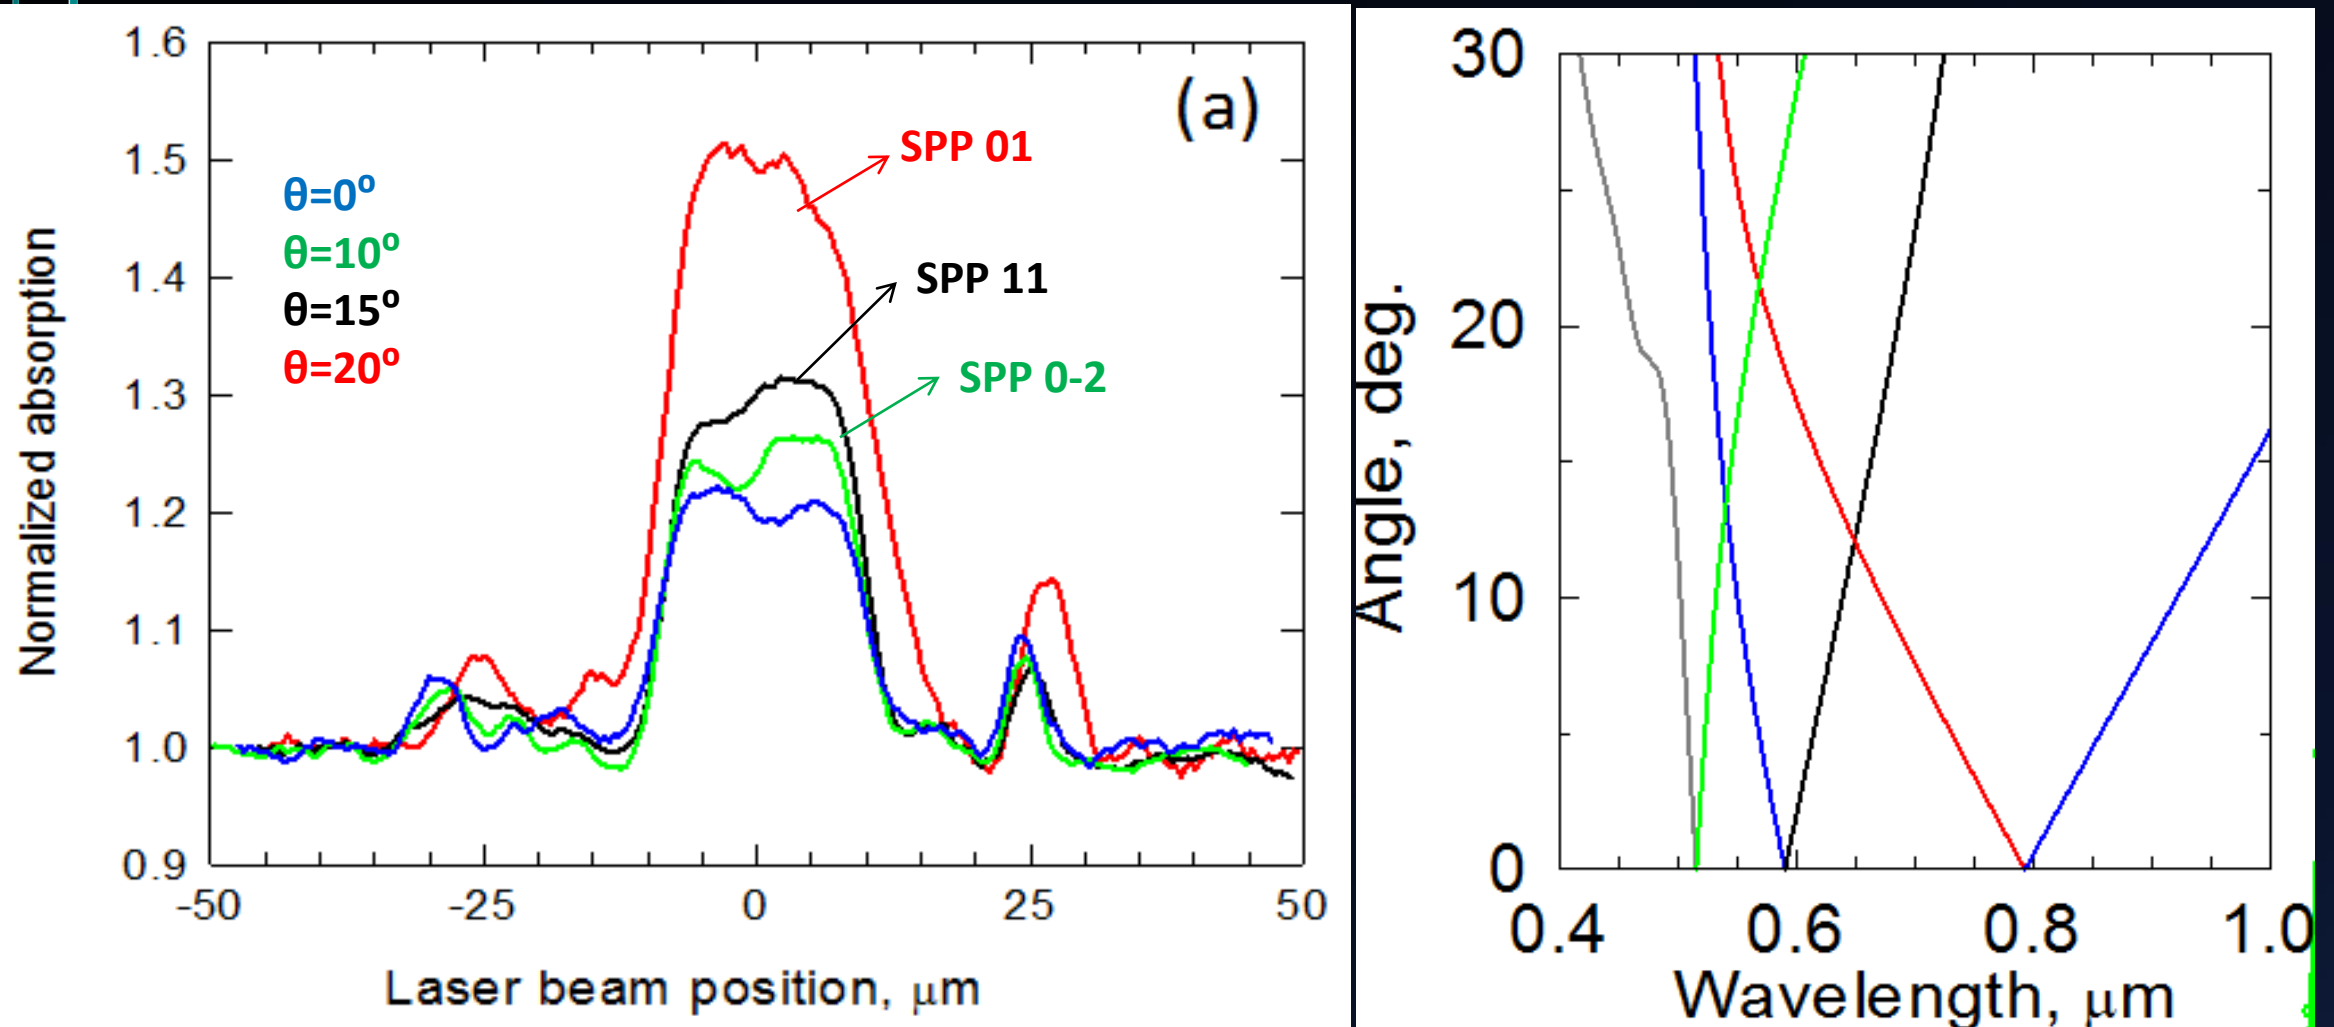 (a)
1.6
1.5
1.4
1.3
1.2
1.1
1.0
0.9
Normalized absorption
θ=0º
θ=10º
θ=15º
θ=20º
SPP 01
SPP 11
SPP 0-2
-50 -25 0 25 50
Laser beam position, μm
30
20
10
0
Angle, deg.
0.4 0.6 0.8 1.0
Wavelength, μm